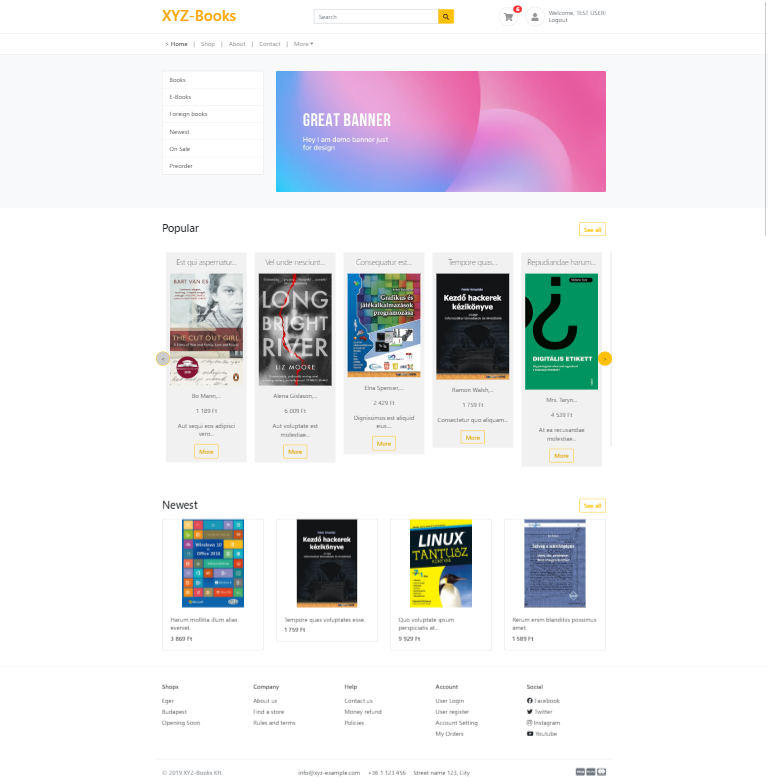 XYZ-Books
Search
6
Welcome, TEST USER!
Logout
> Home | Shop | About | Contact | More
Books
E-Books
Foreign books
Newest
On Sale
Preorder
GREAT BANNER
Hey i am demo banner just
for design
Popular
See all
Est qui aspernatur...
BART VAN ES
THE CUT OUT GIRL
Bo Mann,...
1 189 Ft
Aut sequi eos adipisci
vero...
More
Vel unde nesciunt...
LONG
BRIGHT
RIVER
LIZ MOORE
Alena Gislason,...
6 009 Ft
Aut voluptate est
molestiae...
More
Consequatur est...
Grafikus és
játékalkalmazások
programozása
Elna Spencer,...
2 429 Ft
Dignissimos est aliquid
eius...
More
Tempore quas...
Kezdő hackerek
kézikönyve
Ramon Walsh,...
1 759 Ft
Consectetur quo aliquam...
More
Repudiandae harum...
DIGITÁLIS ETIKETT
Mrs. Taryn...
4 539 Ft
At ea recusandae
molestiae...
More
Newest
See all
Windows 10
Office 2016
Harum mollitia illum alias
eveniet.
3 869 Ft
Kezdő hackerek
kézikönyve
Tempore quas voluptates esse.
1 759 Ft
LINUX
TANTUSZ
Quo voluptate ipsum
perspiciatis at.
9 929 Ft
Rerum enim blanditiis possimus
amet.
1 589 Ft
Shops
Eger
Budapest
Opening Soon
Company
About us
Find a store
Rules and terms
Help
Contact us
Money refund
Policies
Account
User Login
User register
Account Setting
My Orders
Social
Facebook
Twitter
Instagram
Youtube
© 2019 XYZ-Books Kft.
info@xyz-example.com +36 1 123 456 Street name 123, City